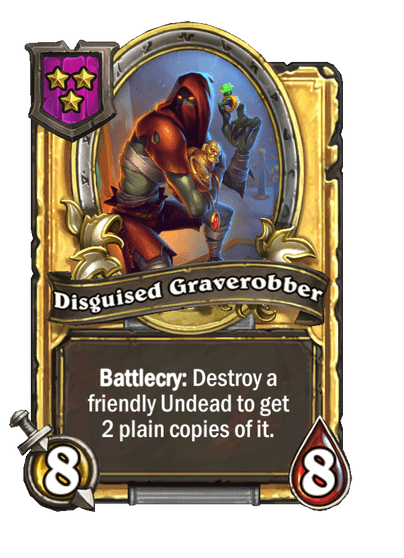 Disguised Graverobber
Battlecry: Destroy a
friendly Undead to get
2 plain copies of it.
8
8